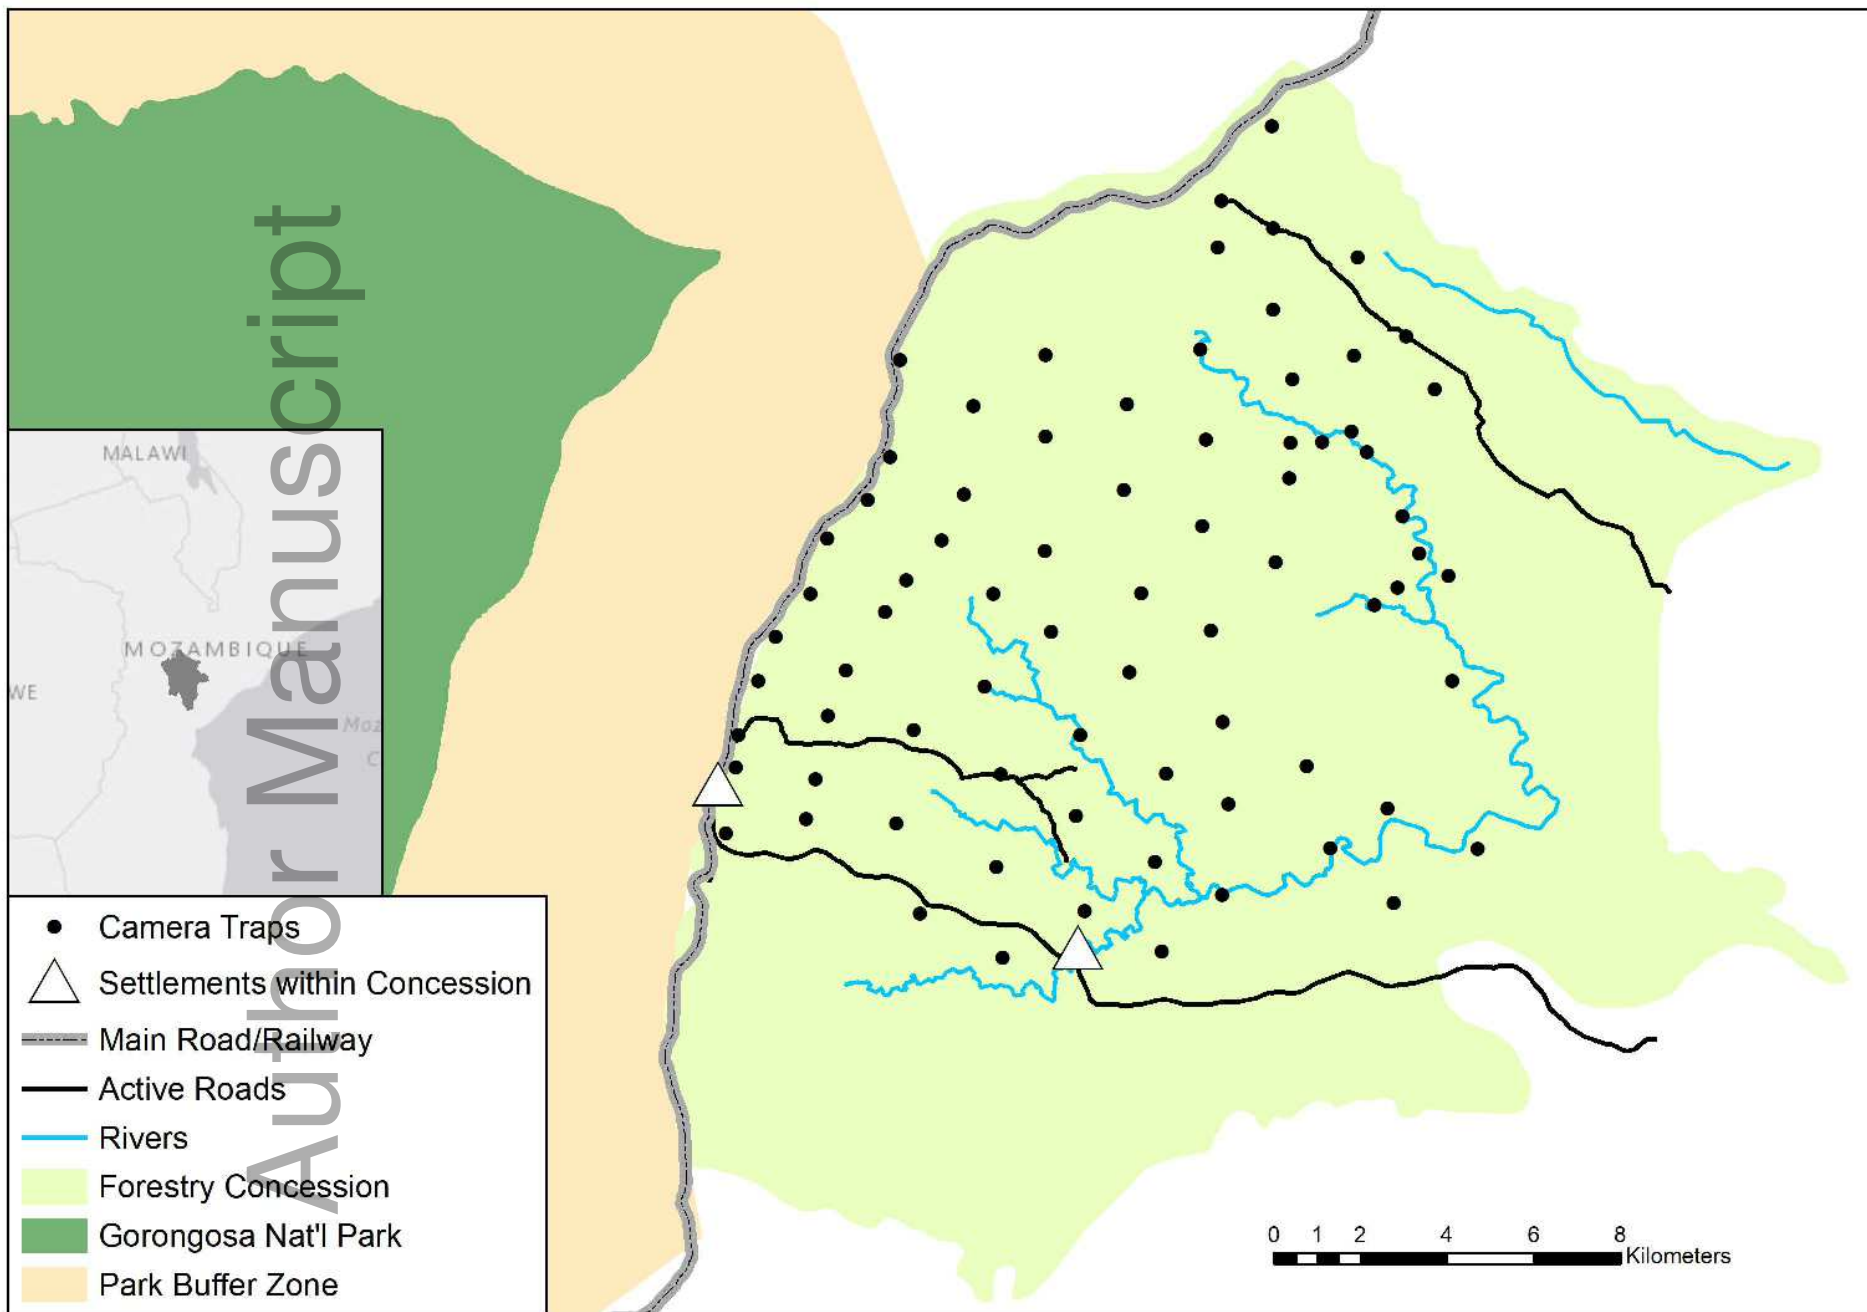 MALAWI
MOZAMBIQUE
WE
Moz
C
Author Manuscript
Camera Traps
Settlements within Concession
Main Road/Railway
Active Roads
Rivers
Forestry Concession
Gorongosa Nat'l Park
Park Buffer Zone
0 1 2 4 6 8
Kilometers